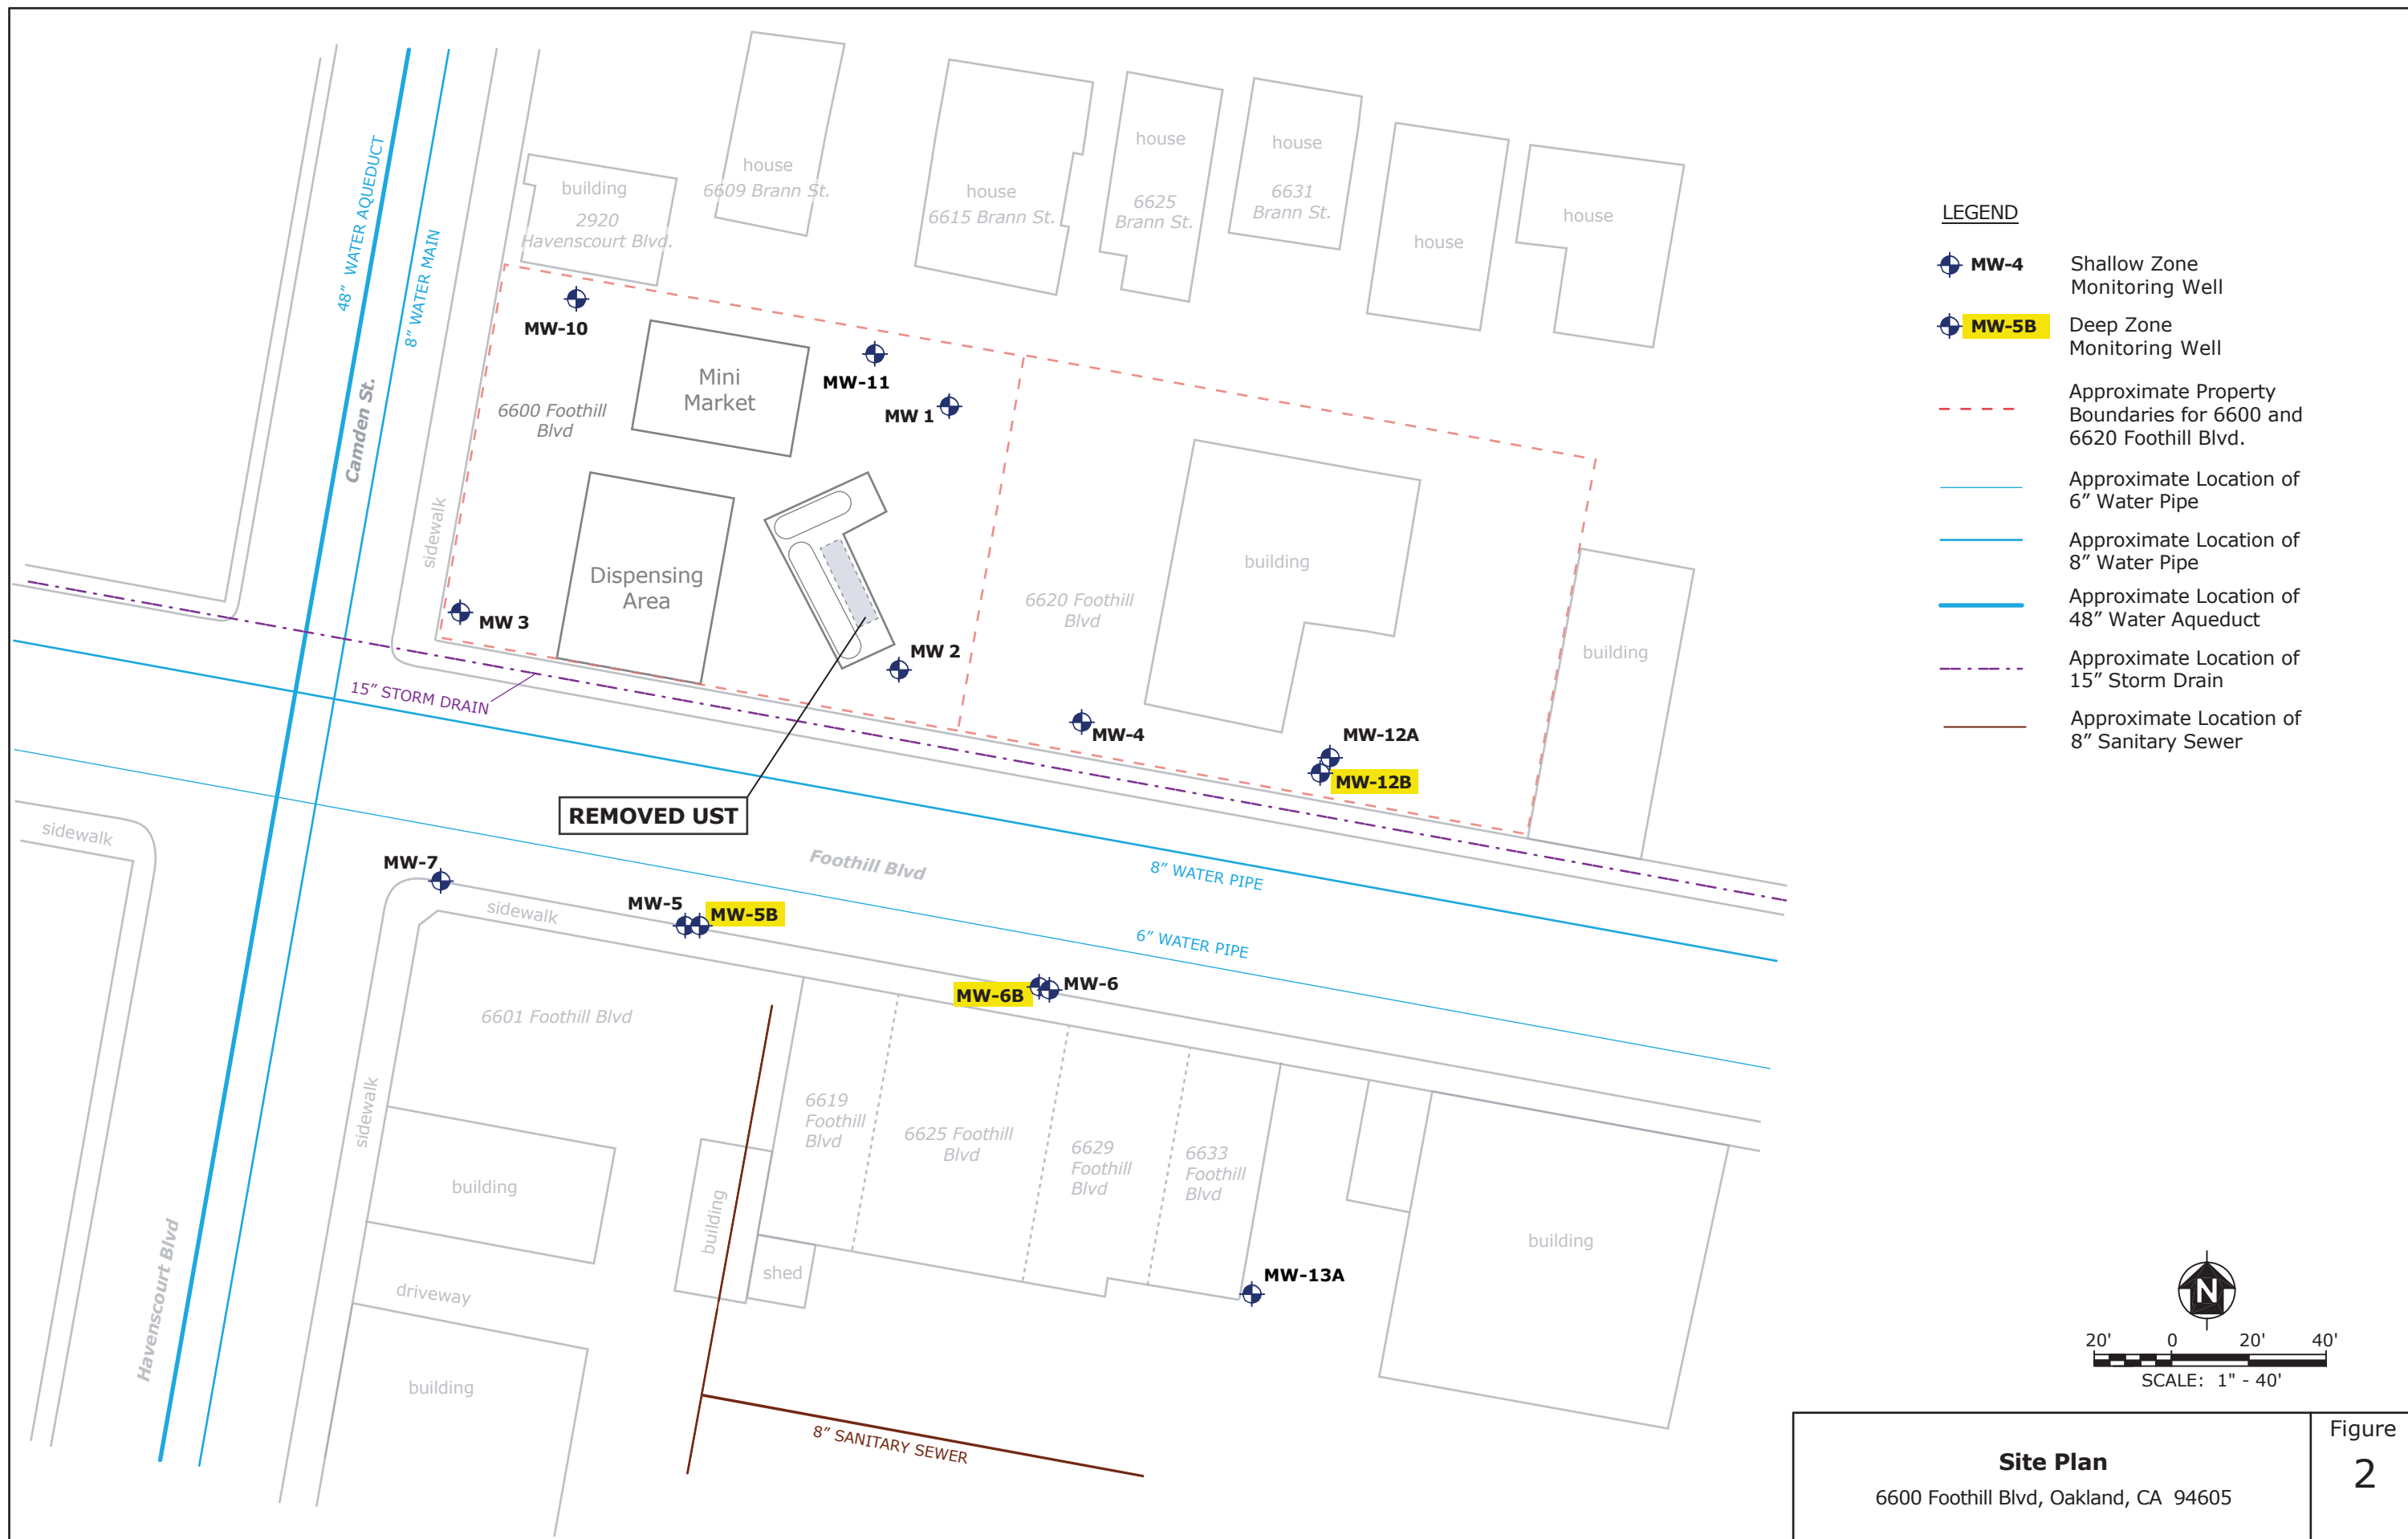 48” WATER AQUEDUCT
8” WATER MAIN
Camden St.
sidewalk
building
2920
Havenscourt Blvd.
house
6609 Brann St.
house
6615 Brann St.
house
6625
Brann St.
house
6631
Brann St.
house
house
MW-10
Mini
Market
MW-11
MW 1
6600 Foothill
Blvd
Dispensing
Area
MW 3
MW 2
15” STORM DRAIN
REMOVED UST
6620 Foothill
Blvd
building
building
MW-4
MW-12A
MW-12B
sidewalk
Foothill Blvd
8” WATER PIPE
6” WATER PIPE
MW-7
sidewalk
MW-5
MW-5B
MW-6B
MW-6
6601 Foothill Blvd
sidewalk
6619
Foothill
Blvd
6625 Foothill
Blvd
6629
Foothill
Blvd
6633
Foothill
Blvd
building
building
shed
MW-13A
building
driveway
building
Havenscourt Blvd
8” SANITARY SEWER
LEGEND
MW-4 Shallow Zone
Monitoring Well
MW-5B Deep Zone
Monitoring Well
Approximate Property
Boundaries for 6600 and
6620 Foothill Blvd.
Approximate Location of
6” Water Pipe
Approximate Location of
8” Water Pipe
Approximate Location of
48” Water Aqueduct
Approximate Location of
15” Storm Drain
Approximate Location of
8” Sanitary Sewer
N
20' 0 20' 40'
SCALE: 1" - 40'
Site Plan
6600 Foothill Blvd, Oakland, CA 94605
Figure
2